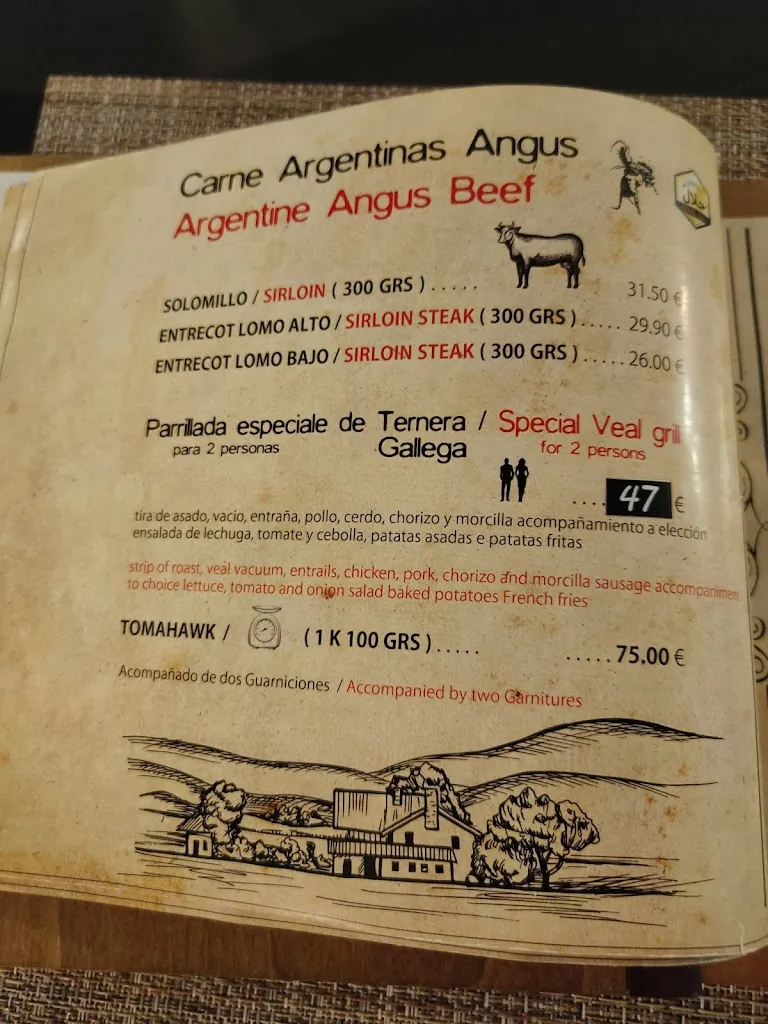 Carne Argentinas Angus
Argentine Angus Beef
SOLOMILLO / SIRLOIN ( 300 GRS ) ..... 31.50 €
ENTRECOT LOMO ALTO / SIRLOIN STEAK ( 300 GRS ) ..... 29.90 €
ENTRECOT LOMO BAJO / SIRLOIN STEAK ( 300 GRS ) ..... 26.00 €
Parrillada especiale de Ternera / Special Veal grill
para 2 personas Gallega for 2 persons
.... 47 €
tira de asado, vacio, entraña, pollo, cerdo, chorizo y morcilla acompañamiento a elección
ensalada de lechuga, tomate y cebolla, patatas asadas e patatas fritas
strip of roast, veal vacuum, entrails, chicken, pork, chorizo and morcilla sausage accompaniment
to choice lettuce, tomato and onion salad baked potatoes French fries
TOMAHAWK / ( 1 K 100 GRS ) ..... ..... 75.00 €
Acompañado de dos Guarniciones / Accompanied by two Garnitures